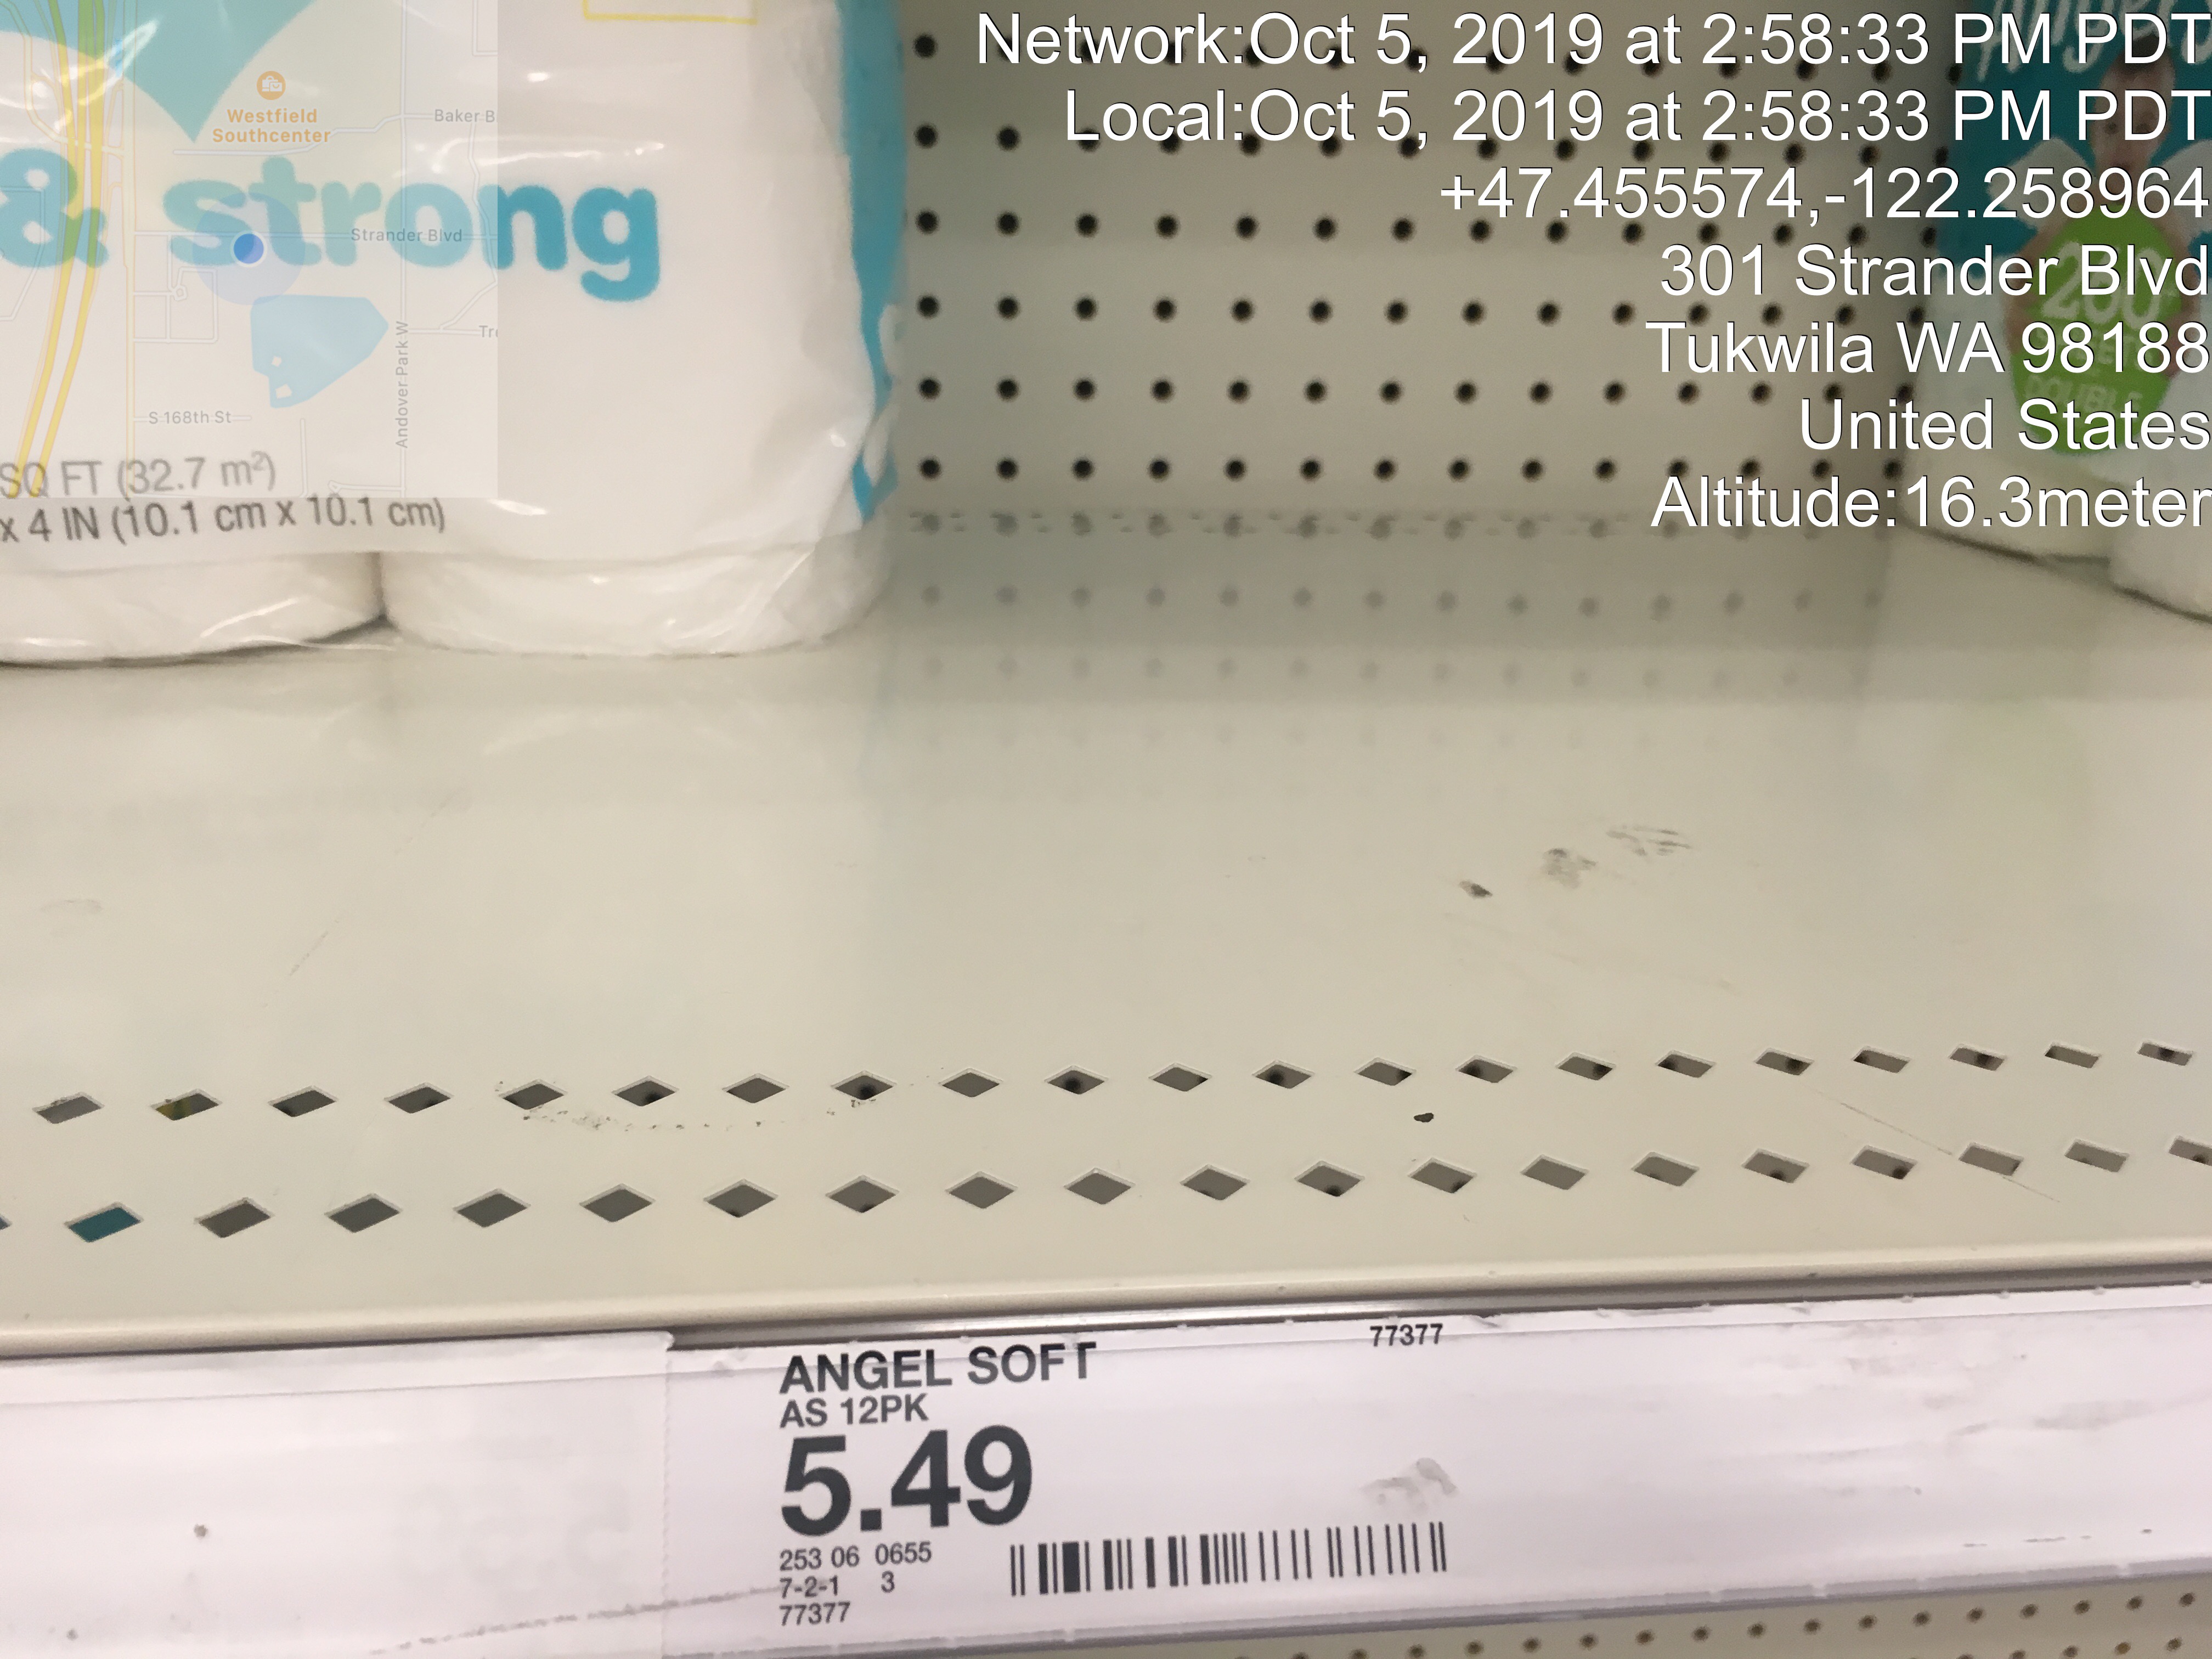 Network:Oct 5, 2019 at 2:58:33 PM PDT
Local:Oct 5, 2019 at 2:58:33 PM PDT
+47.455574,-122.258964
301 Strander Blvd
Tukwila WA 98188
United States
Altitude:16.3meter
Westfield
Southcenter
Baker B
& strong
Strander Blvd
Andover Park W
S 168th St
SQ FT (32.7 m²)
x 4 IN (10.1 cm x 10.1 cm)
DOUBLE
77377
ANGEL SOFT
AS 12PK
5.49
253 06 0655
7-2-1 3
77377